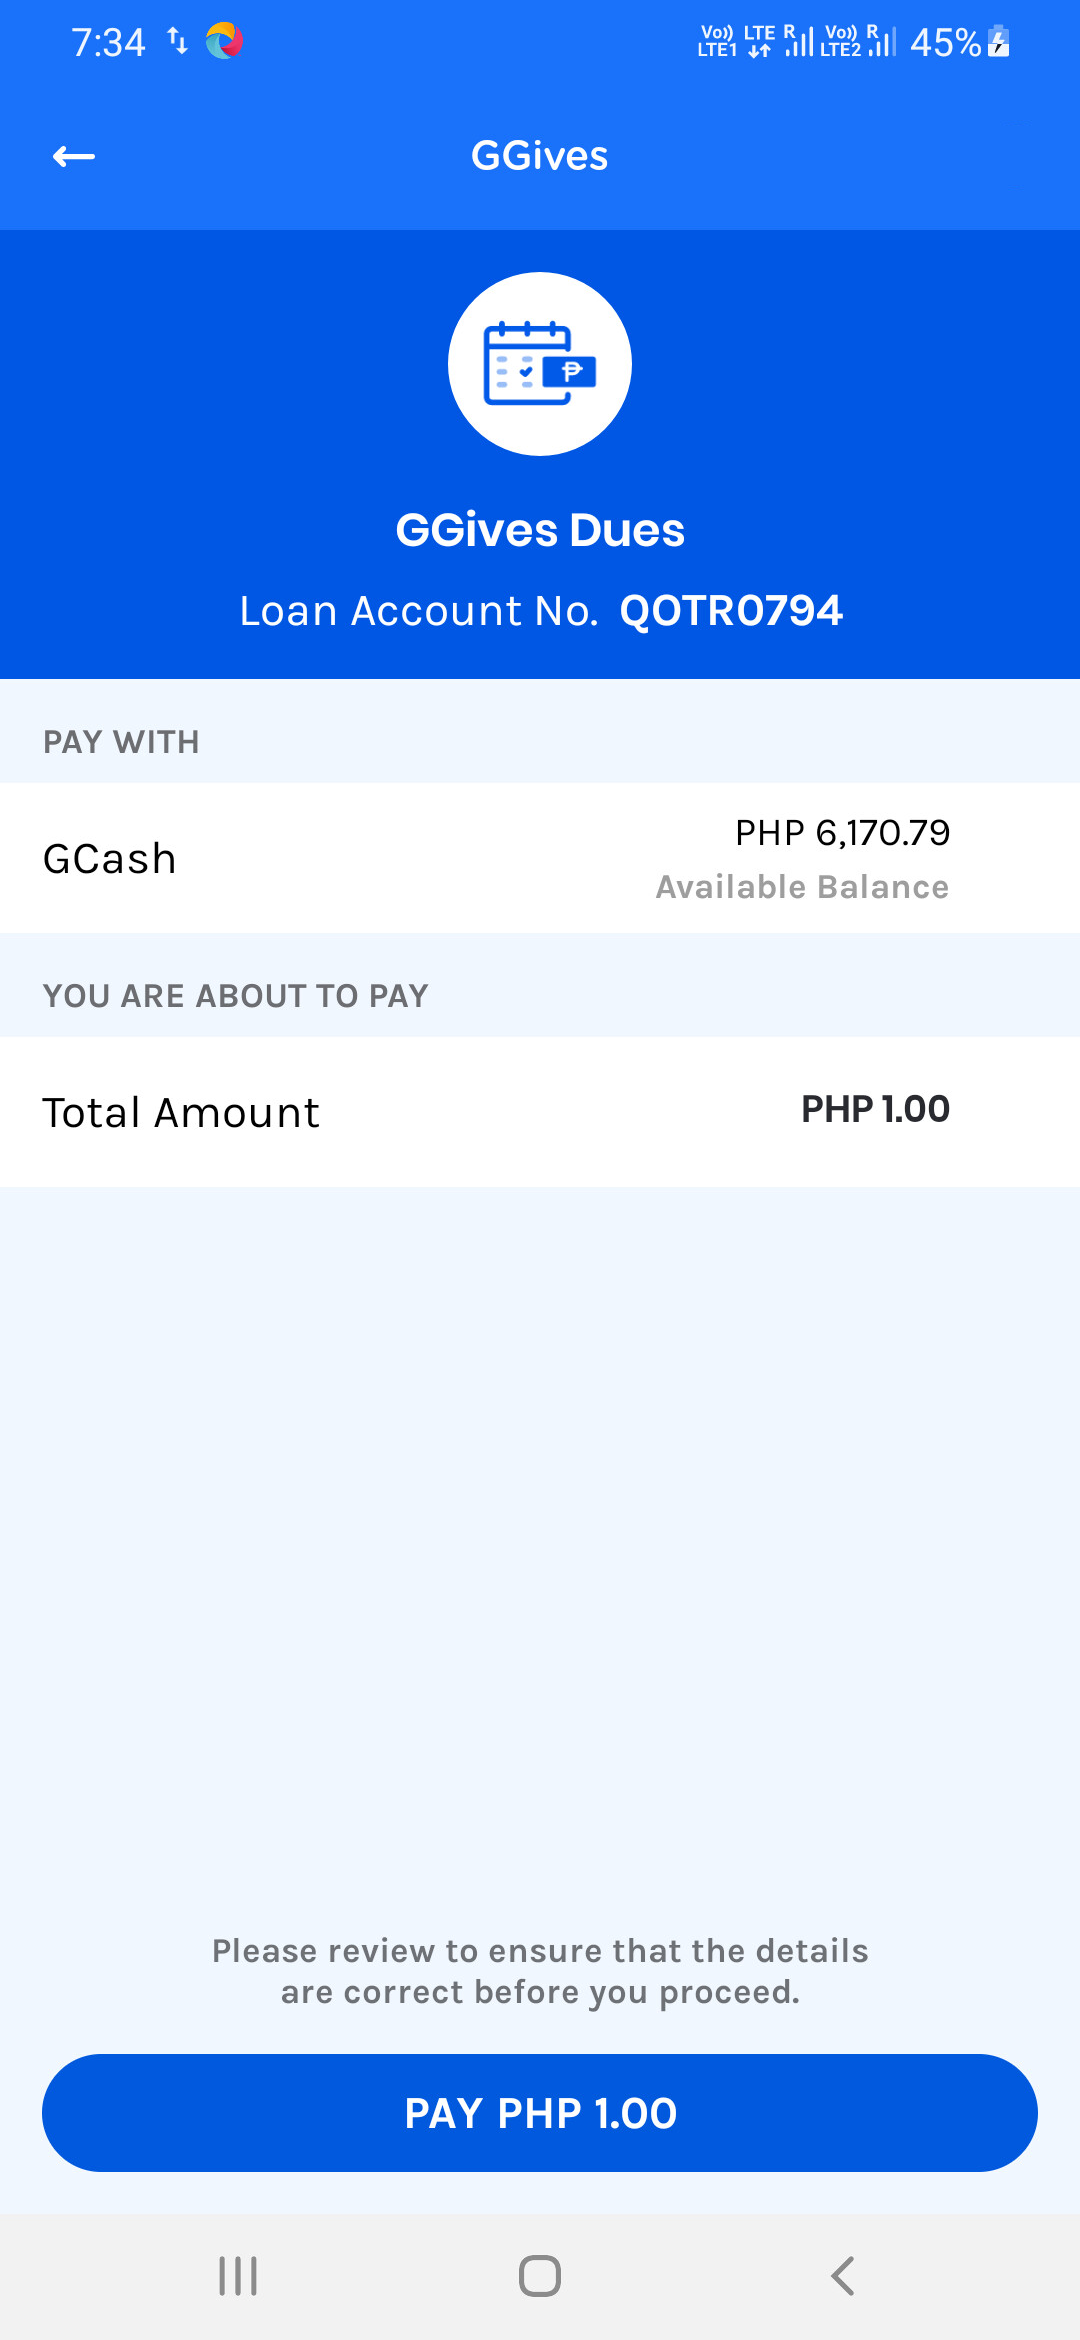 7:34
Vo)) LTE R Vo)) R
LTE1 LTE2 45%
GGives
₱
GGives Dues
Loan Account No. QOTR0794
PAY WITH
GCash
PHP 6,170.79
Available Balance
YOU ARE ABOUT TO PAY
Total Amount
PHP 1.00
Please review to ensure that the details
are correct before you proceed.
PAY PHP 1.00